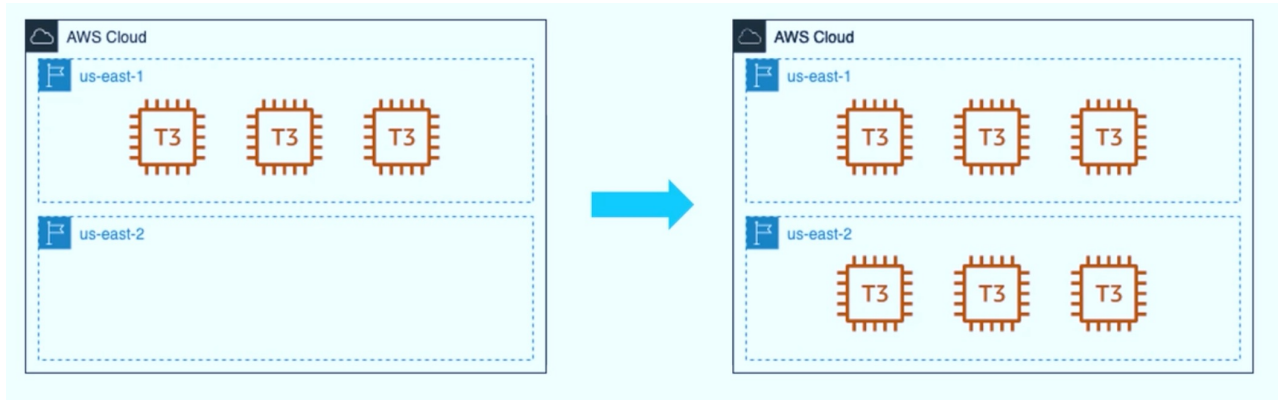 AWS Cloud
us-east-1
T3 T3 T3
us-east-2
AWS Cloud
us-east-1
T3 T3 T3
us-east-2
T3 T3 T3